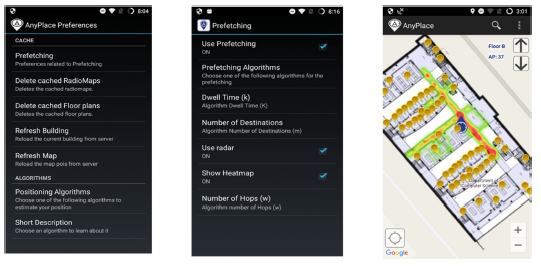 8:04
AnyPlace Preferences
CACHE
Prefetching
Preferences related to Prefetching
Delete cached RadioMaps
Deletes the cached radiomaps.
Delete cached Floor plans
Deletes the cached floor plans.
Refresh Building
Reload the current building from server
Refresh Map
Reload the map pois from server
ALGORITHMS
Positioning Algorithms
Choose one of the following algorithms to
estimate your position
Short Description
Choose an algorithm to learn about it
8:16
Prefetching
Use Prefetching
ON
Prefetching Algorithms
Choose one of the following algorithms for the
prefetching
Dwell Time (k)
Algorithm Dwell Time (K)
Number of Destinations
Algorithm Number of Destinations (m)
Use radar
ON
Show Heatmap
ON
Number of Hops (w)
Algorithm number of Hops (w)
3:01
AnyPlace
Floor B
AP: 37
Department of
Computer Science
+
−
Google